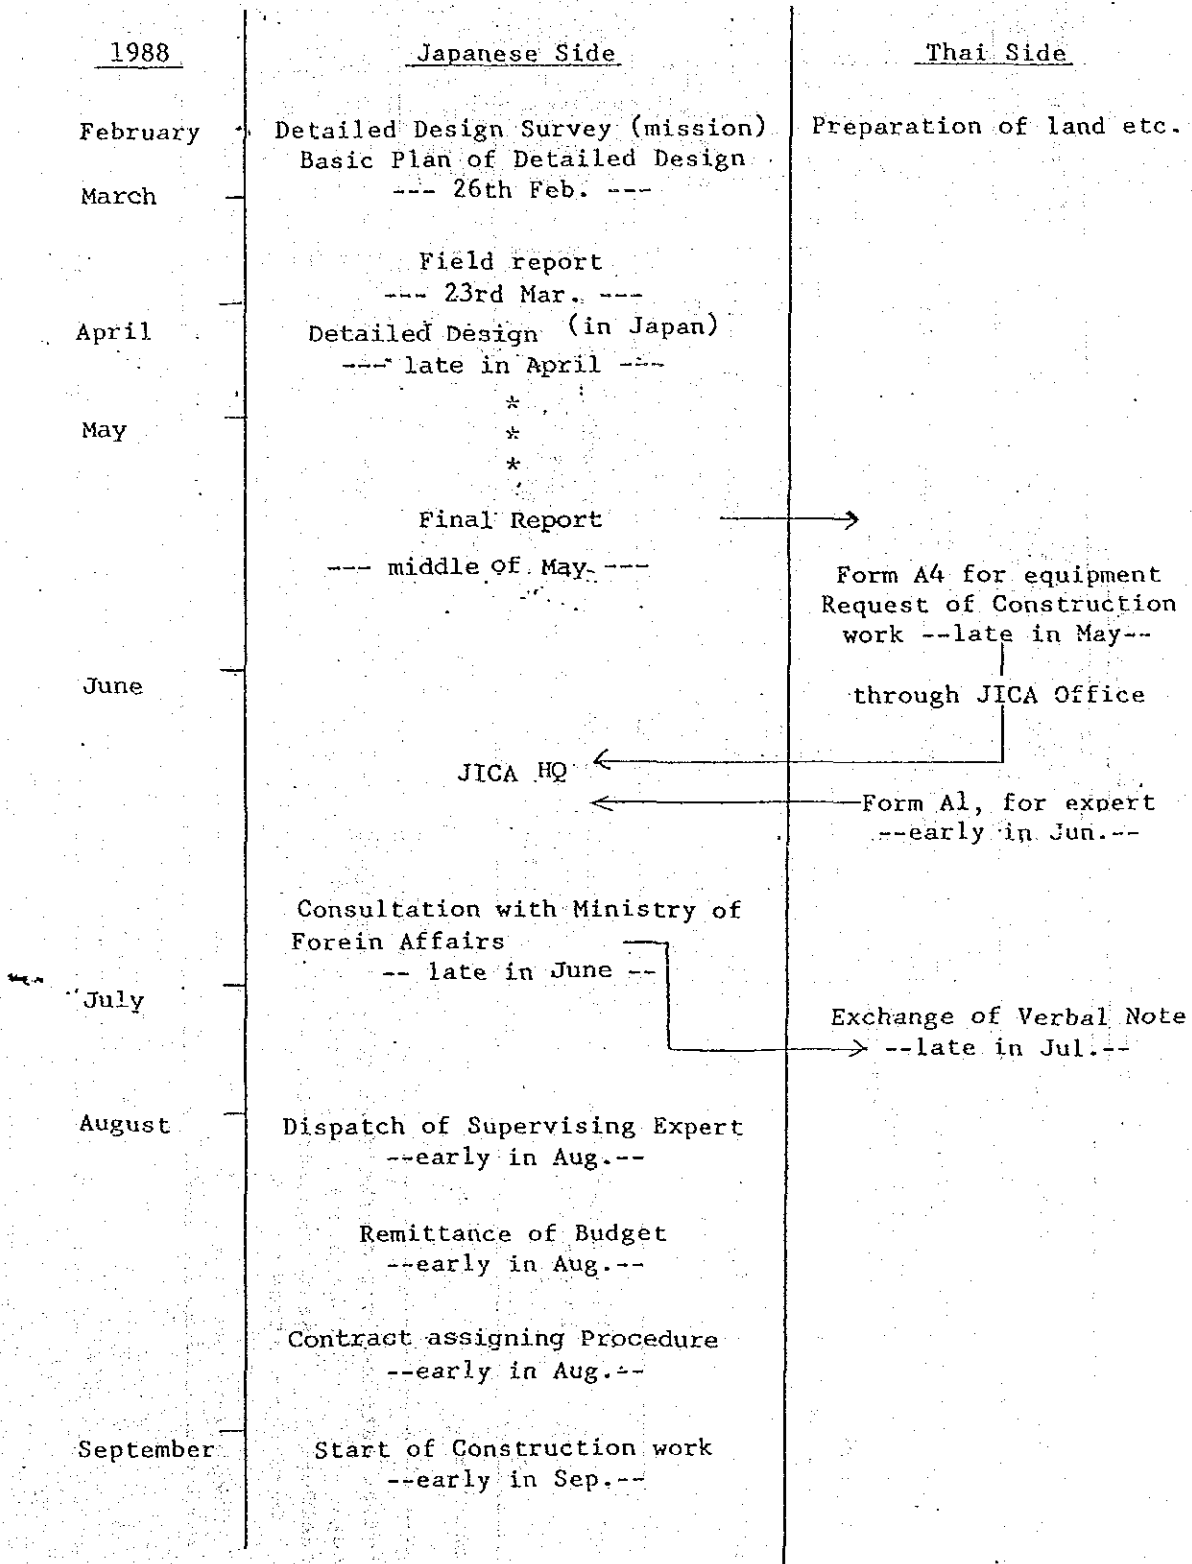 1988 Japanese Side Thai Side
February Detailed Design Survey (mission) Preparation of land etc.
Basic Plan of Detailed Design
March --- 26th Feb. ---
Field report
--- 23rd Mar. ---
April Detailed Design (in Japan)
--- late in April ---
*
May *
*
Final Report
--- middle of May ---
Form A4 for equipment
Request of Construction
work --late in May--
June through JICA Office
JICA HQ
Form A1, for expert
--early in Jun.--
Consultation with Ministry of
Forein Affairs
-- late in June --
July
Exchange of Verbal Note
--late in Jul.--
August Dispatch of Supervising Expert
--early in Aug.--
Remittance of Budget
--early in Aug.--
Contract assigning Procedure
--early in Aug.--
September Start of Construction work
--early in Sep.--